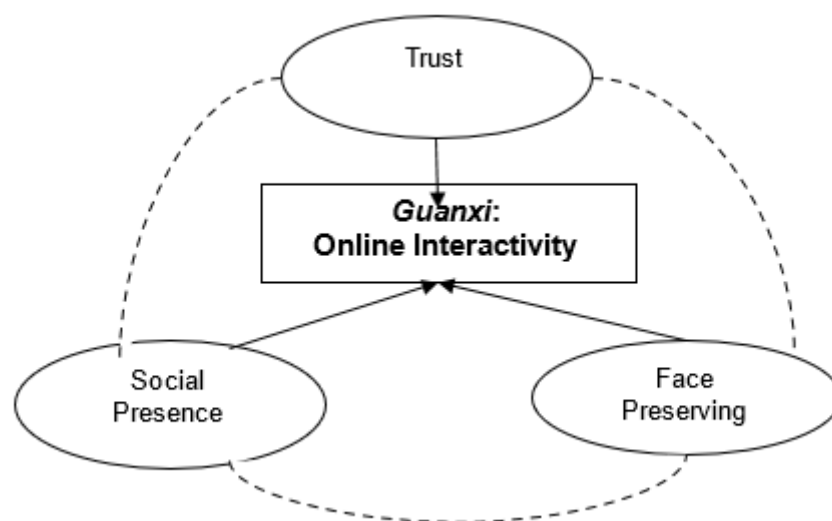 Trust
Guanxi:
Online Interactivity
Social
Presence
Face
Preserving